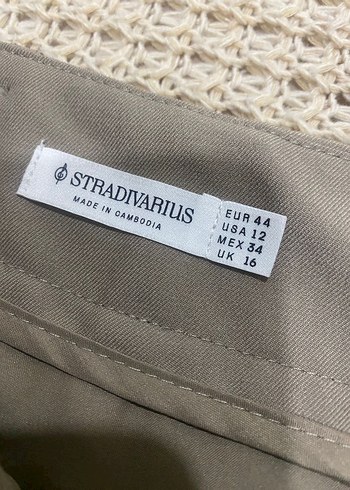 STRADIVARIUS
MADE IN CAMBODIA
EUR 44
USA 12
MEX 34
UK 16